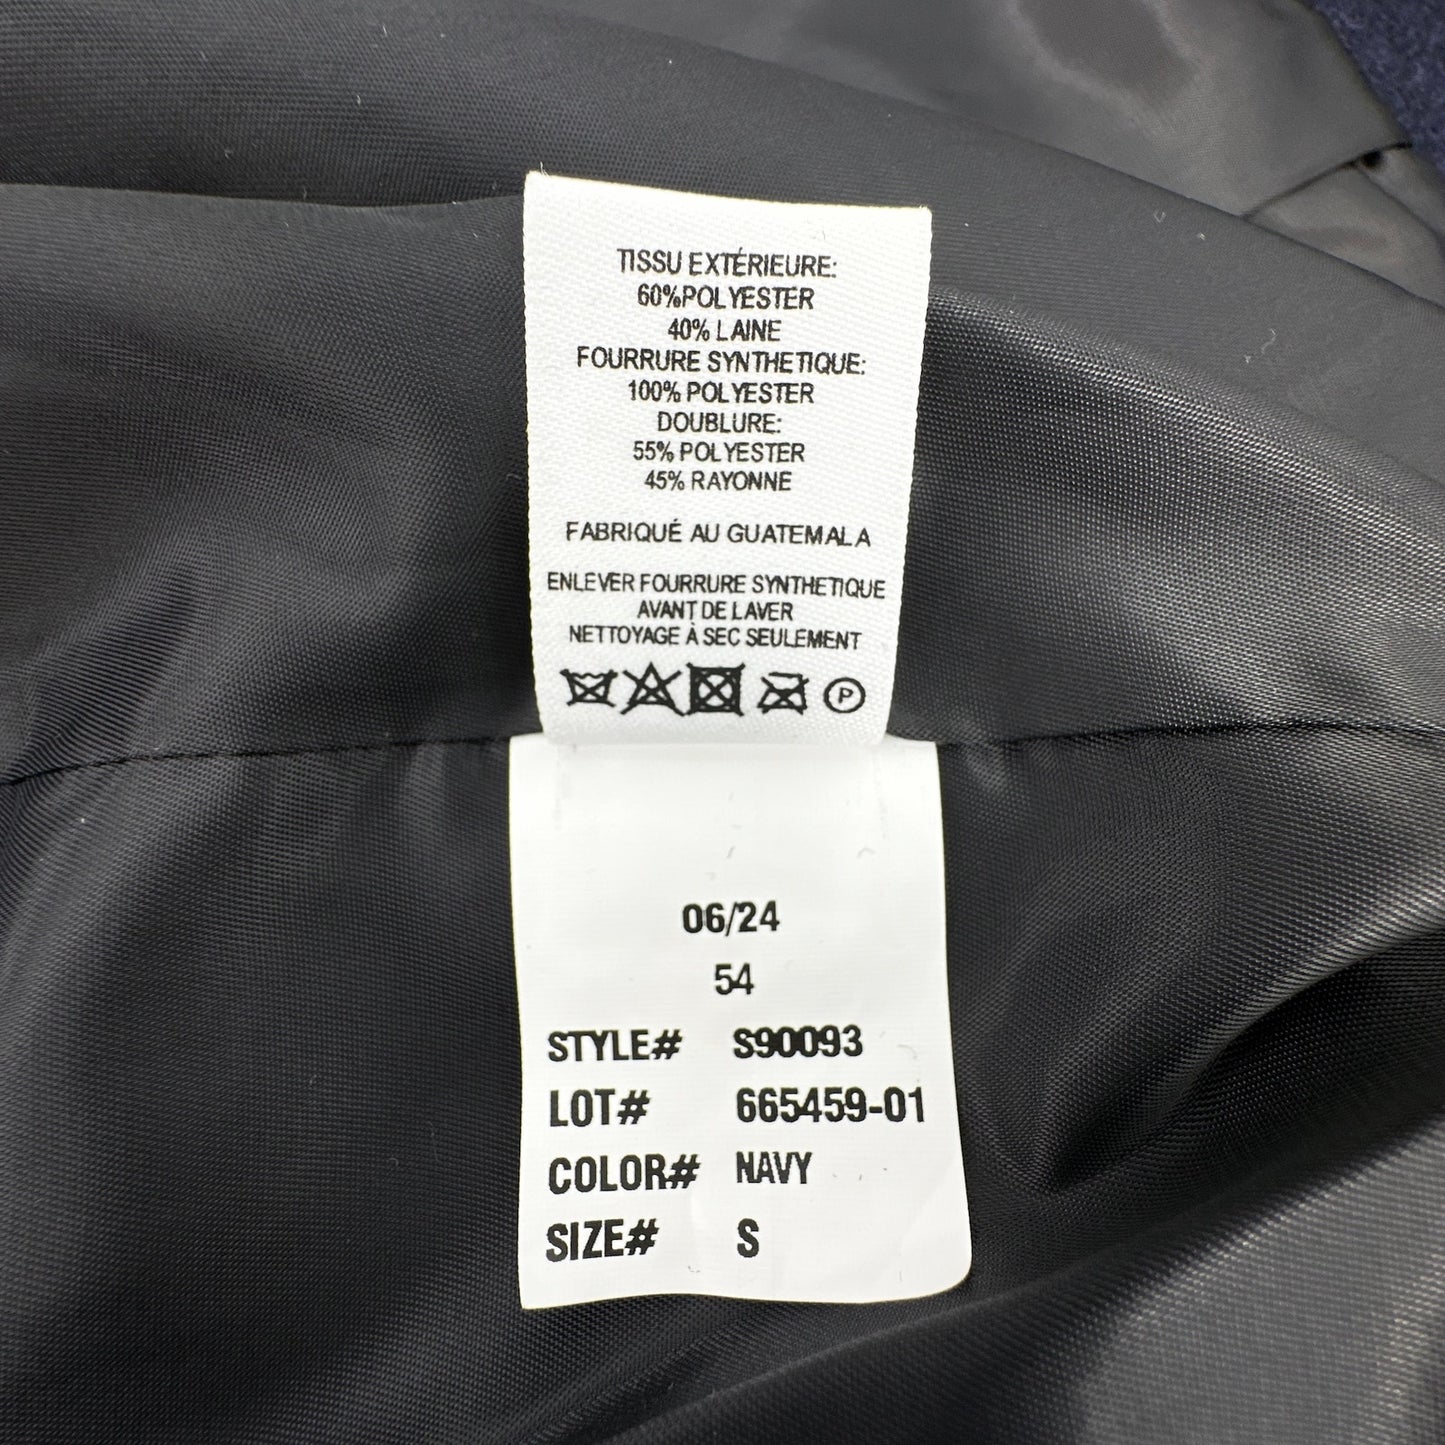 TISSU EXTÉRIEURE:
60%POLYESTER
40% LAINE
FOURRURE SYNTHETIQUE:
100% POLYESTER
DOUBLURE:
55% POLYESTER
45% RAYONNE
FABRIQUÉ AU GUATEMALA
ENLEVER FOURRURE SYNTHETIQUE
AVANT DE LAVER
NETTOYAGE À SEC SEULEMENT
P
06/24
54
STYLE# S90093
LOT# 665459-01
COLOR# NAVY
SIZE# S